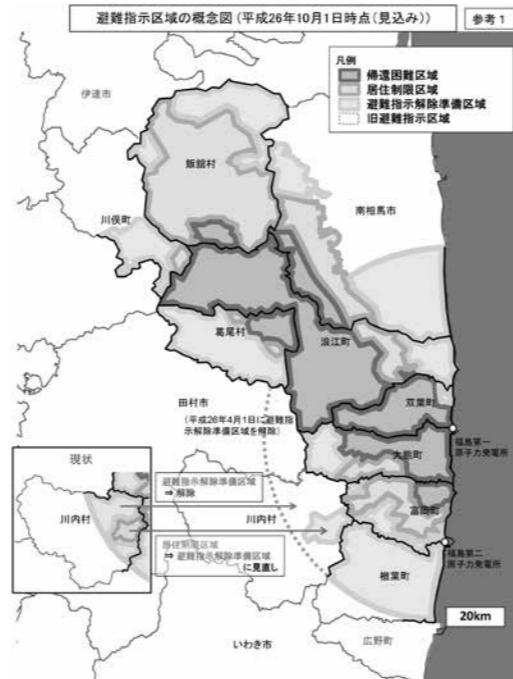 避難指示区域の概念図(平成26年10月1日時点(見込み))
参考1
凡例
帰還困難区域
居住制限区域
避難指示解除準備区域
旧避難指示区域
伊達市
飯舘村
川俣町
南相馬市
葛尾村
浪江町
田村市
(平成26年4月1日に避難指
示解除準備区域を解除)
双葉町
福島第一
原子力発電所
大熊町
現状
避難指示解除準備区域
⇒ 解除
川内村
川内村
富岡町
居住制限区域
⇒ 避難指示解除準備区域
に見直し
福島第二
原子力発電所
楢葉町
20km
いわき市
広野町